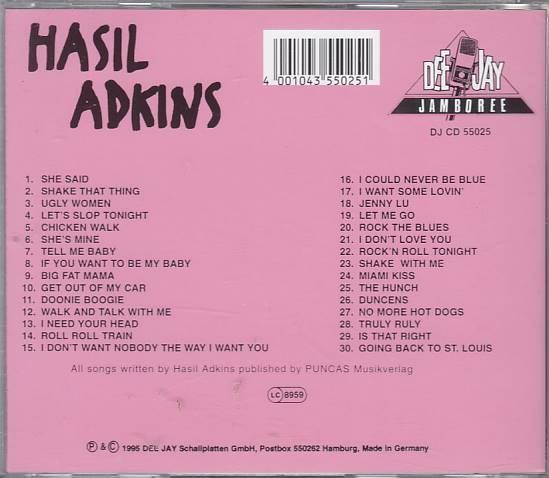 HASIL
ADKINS
4 001043 550251
DEE JAY
JAMBOREE
DJ CD 55025
1. SHE SAID
2. SHAKE THAT THING
3. UGLY WOMEN
4. LET'S SLOP TONIGHT
5. CHICKEN WALK
6. SHE'S MINE
7. TELL ME BABY
8. IF YOU WANT TO BE MY BABY
9. BIG FAT MAMA
10. GET OUT OF MY CAR
11. DOONIE BOOGIE
12. WALK AND TALK WITH ME
13. I NEED YOUR HEAD
14. ROLL ROLL TRAIN
15. I DON'T WANT NOBODY THE WAY I WANT YOU
16. I COULD NEVER BE BLUE
17. I WANT SOME LOVIN'
18. JENNY LU
19. LET ME GO
20. ROCK THE BLUES
21. I DON'T LOVE YOU
22. ROCK'N ROLL TONIGHT
23. SHAKE WITH ME
24. MIAMI KISS
25. THE HUNCH
26. DUNCENS
27. NO MORE HOT DOGS
28. TRULY RULY
29. IS THAT RIGHT
30. GOING BACK TO ST. LOUIS
All songs written by Hasil Adkins published by PUNCAS Musikverlag
LC 8959
℗ & © 1995 DEE JAY Schallplatten GmbH, Postbox 550262 Hamburg, Made in Germany